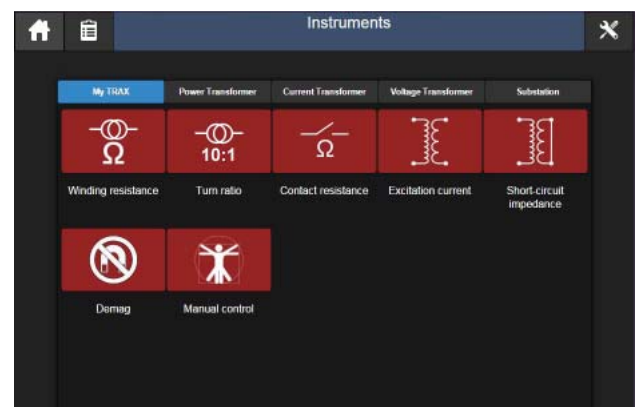 Instruments
My TRAX
Power Transformer
Current Transformer
Voltage Transformer
Substation
Ω
10:1
Ω
Winding resistance
Turn ratio
Contact resistance
Excitation current
Short-circuit
impedance
Demag
Manual control